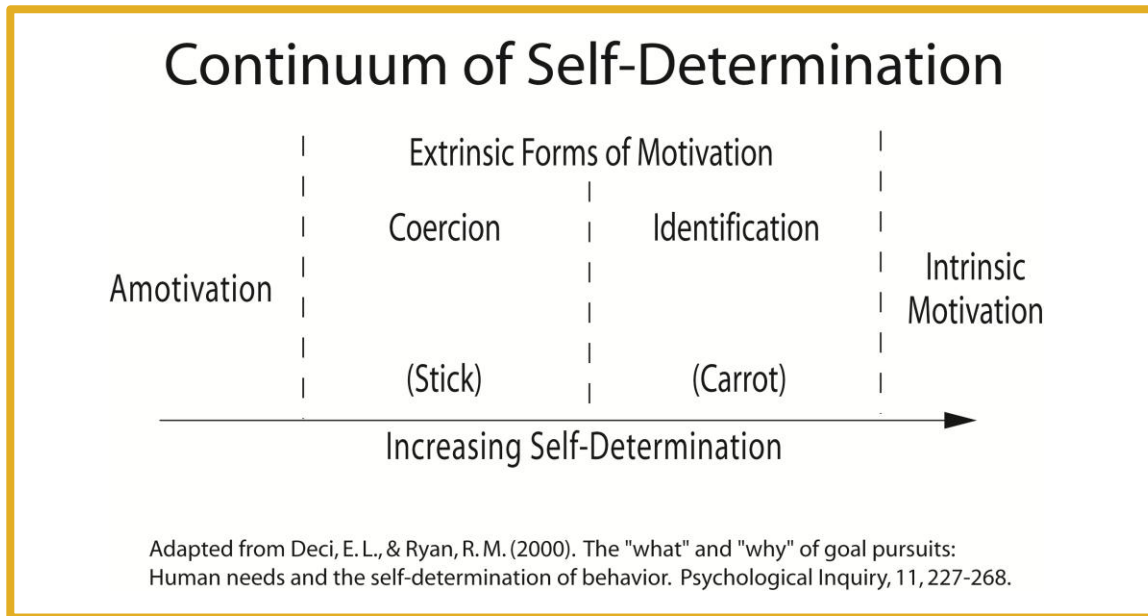 Continuum of Self-Determination
Extrinsic Forms of Motivation
Coercion
Identification
Amotivation
Intrinsic
Motivation
(Stick)
(Carrot)
Increasing Self-Determination
Adapted from Deci, E. L., & Ryan, R. M. (2000). The "what" and "why" of goal pursuits:
Human needs and the self-determination of behavior. Psychological Inquiry, 11, 227-268.